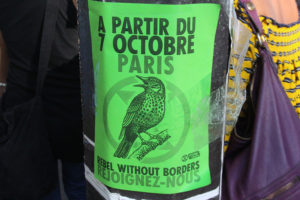 A PARTIR DU
7 OCTOBRE
PARIS
REBEL WITHOUT BORDERS
REJOIGNEZ-NOUS